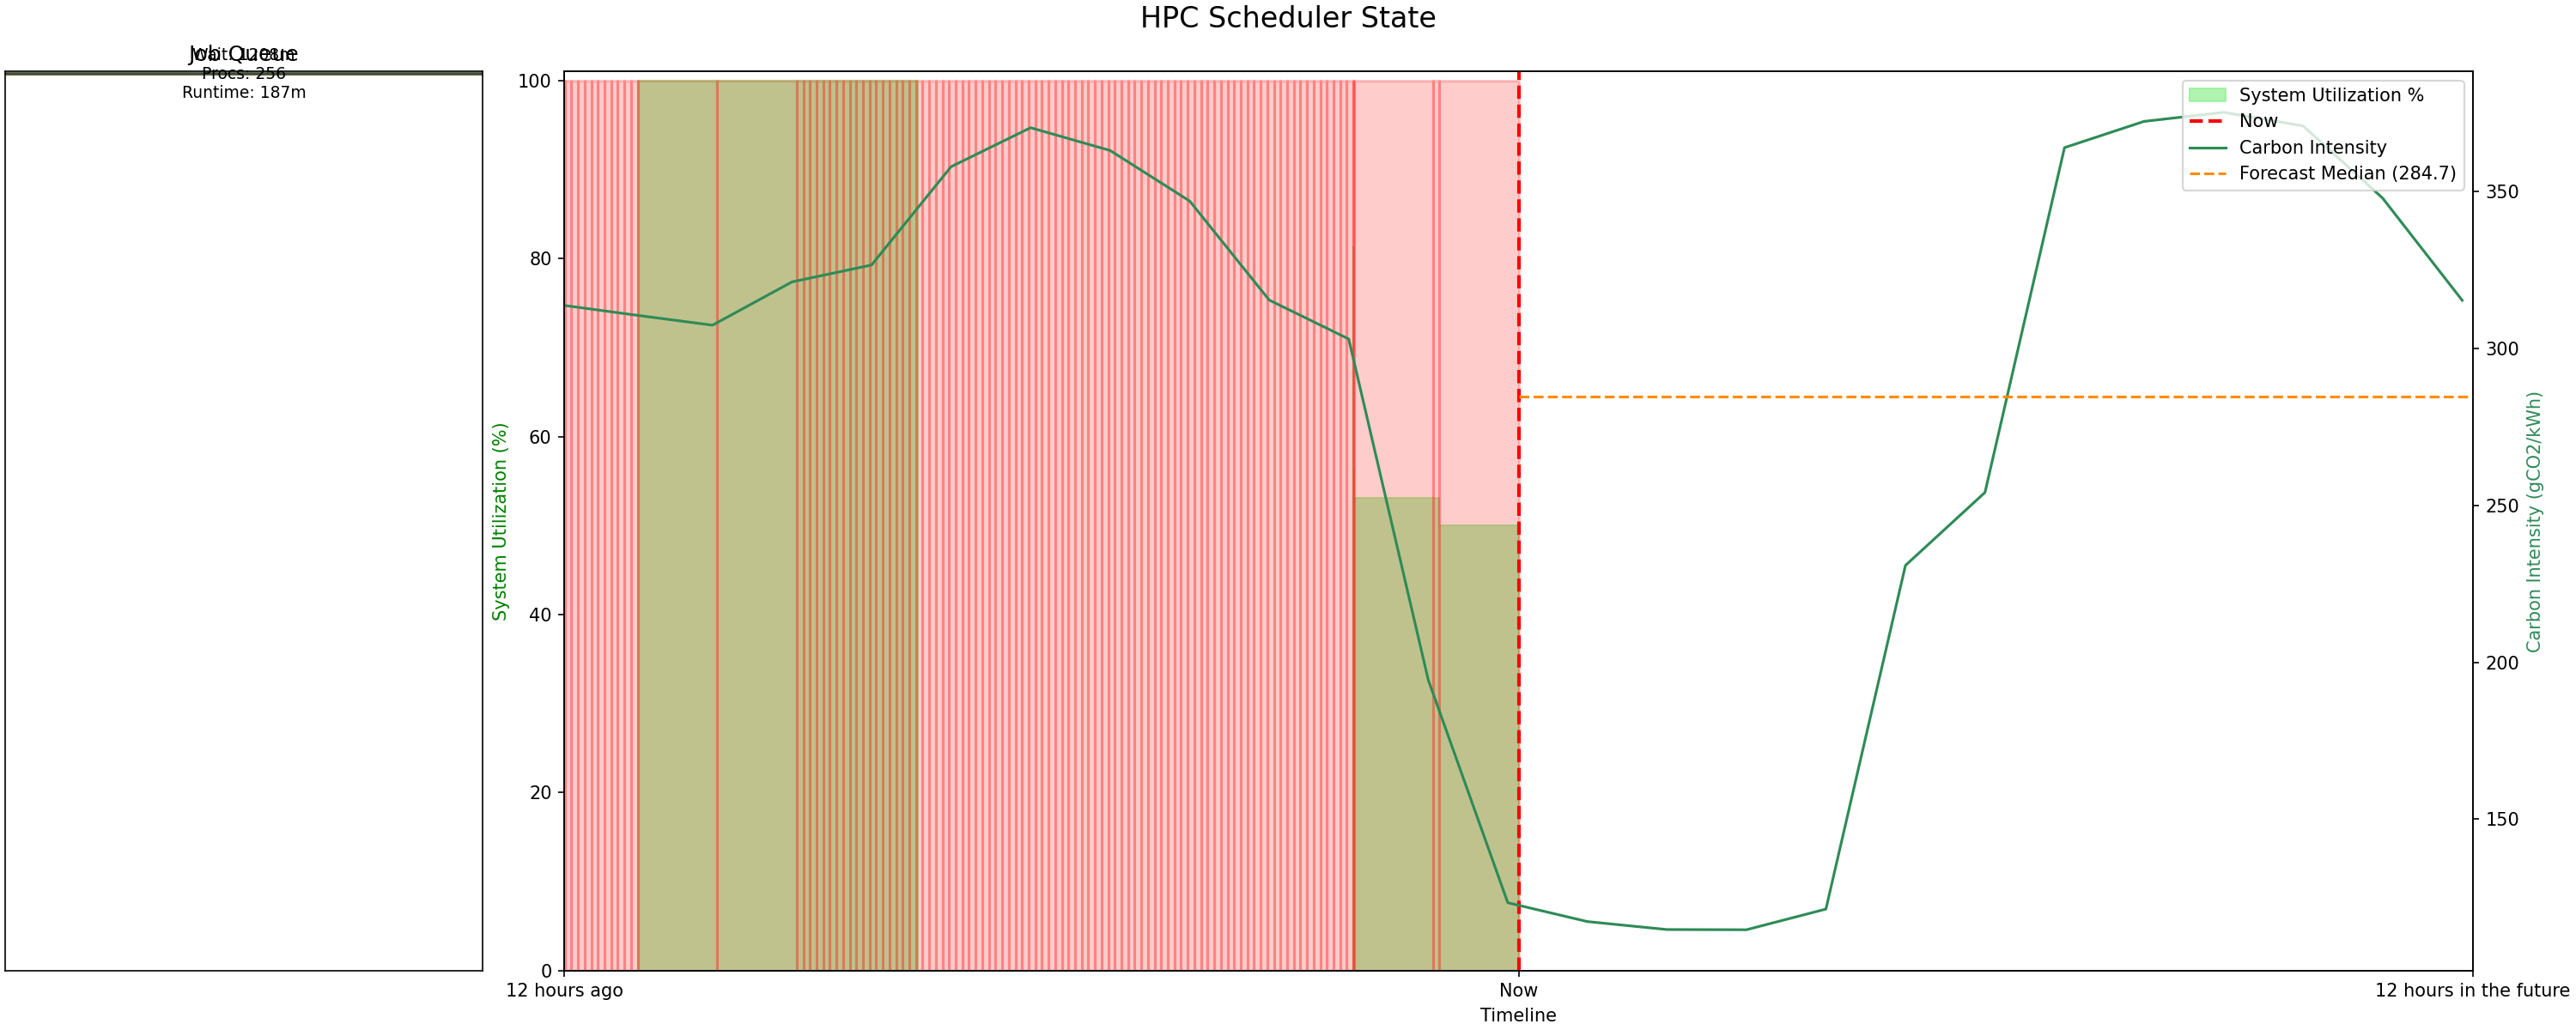 HPC Scheduler State
Job Queue
Wait: 1208m
Procs: 256
Runtime: 187m
System Utilization (%)
100
80
60
40
20
0
System Utilization %
Now
Carbon Intensity
Forecast Median (284.7)
350
300
250
200
150
Carbon Intensity (gCO2/kWh)
12 hours ago
Now
12 hours in the future
Timeline